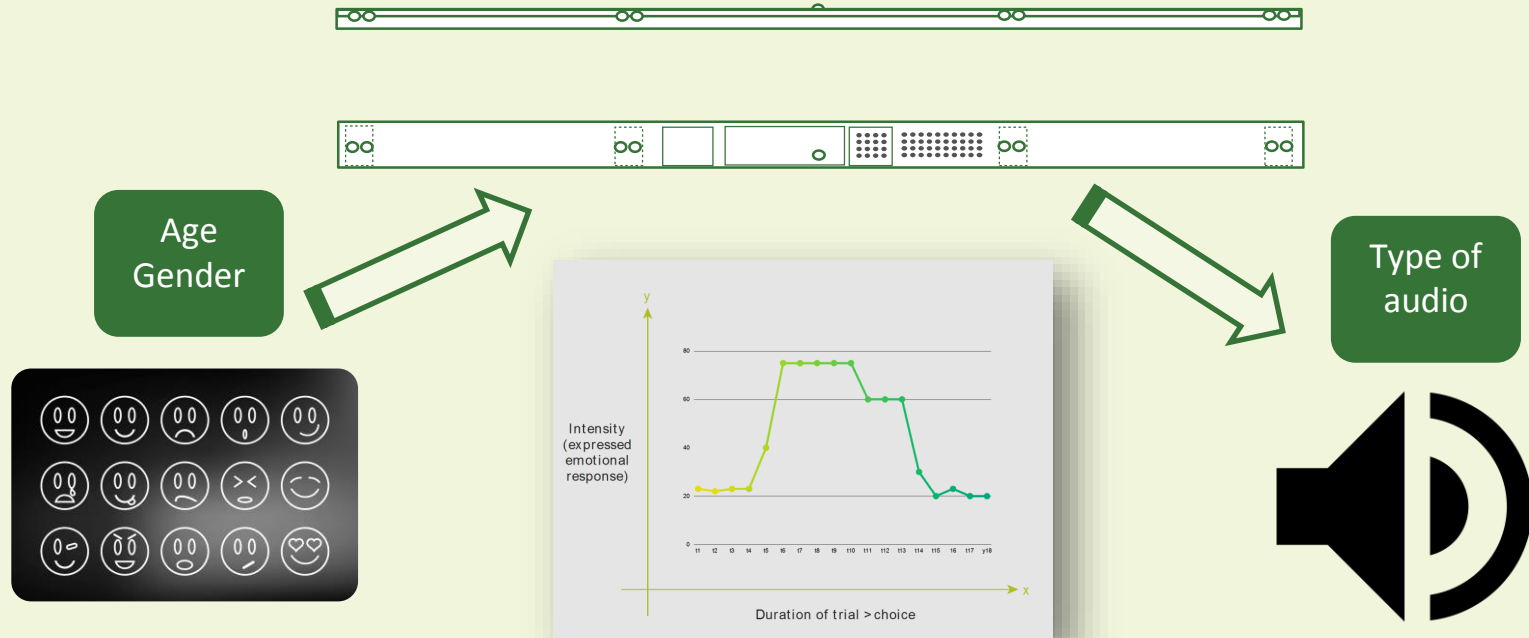 Age
Gender
Type of
audio
y
80
60
40
20
0
Intensity
(expressed
emotional
response)
t1 t2 t3 t4 t5 t6 t7 t8 t9 t10 t11 t12 t13 t14 t15 t16 t17 y18
x
Duration of trial > choice